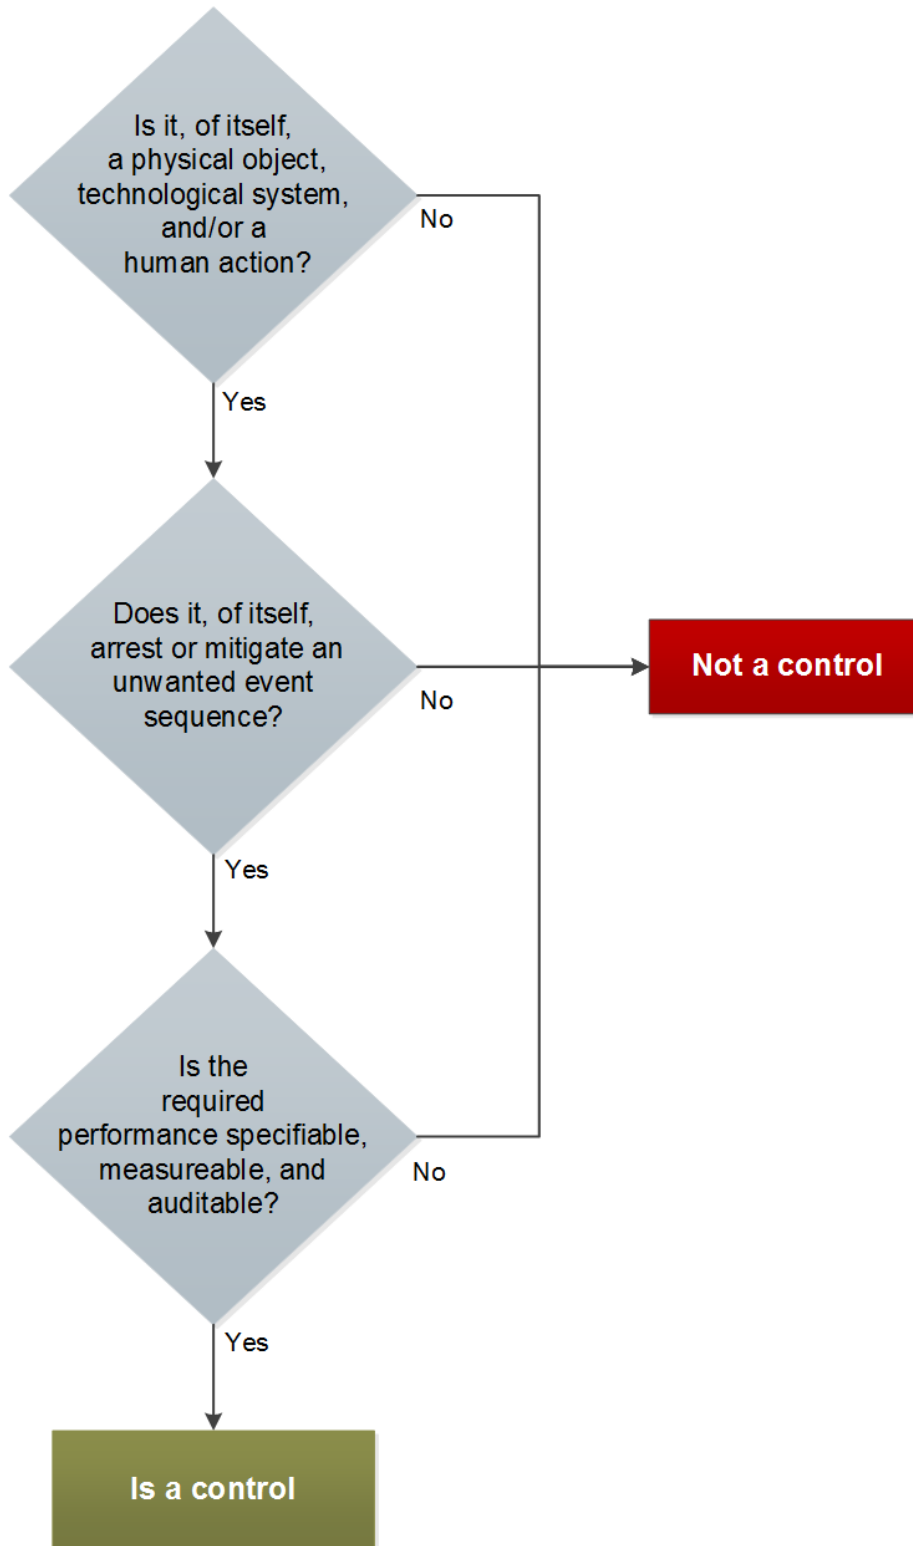 Is it, of itself,
a physical object,
technological system,
and/or a
human action?
No
Yes
Does it, of itself,
arrest or mitigate an
unwanted event
sequence?
No
Not a control
Yes
Is the
required
performance specifiable,
measureable, and
auditable?
No
Yes
Is a control